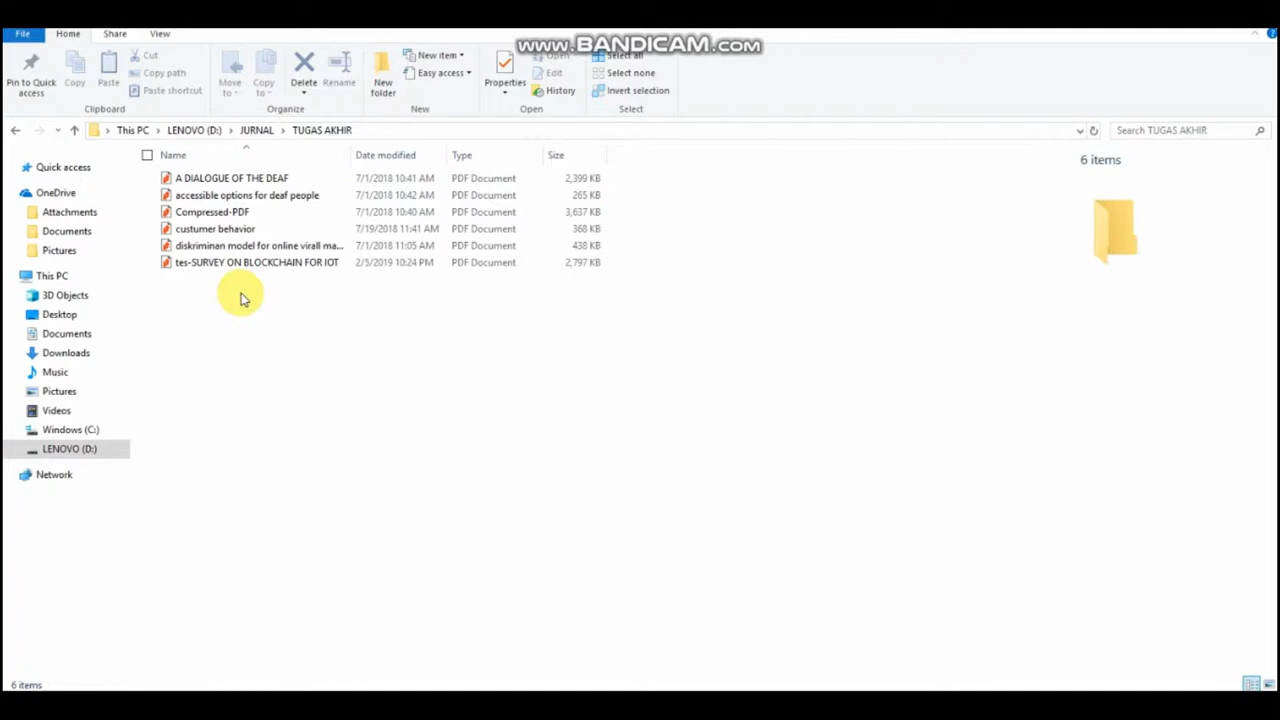 www.BANDICAM.com
File Home Share View
Pin to Quick access
Copy
Paste
Cut
Copy path
Paste shortcut
Clipboard
Move to
Copy to
Delete
Rename
Organize
New folder
New item
Easy access
New
Properties
Open
Edit
History
Open
Select all
Select none
Invert selection
Select
This PC > LENOVO (D:) > JURNAL > TUGAS AKHIR
Search TUGAS AKHIR
Name Date modified Type Size
A DIALOGUE OF THE DEAF 7/1/2018 10:41 AM PDF Document 2,399 KB
accessible options for deaf people 7/1/2018 10:42 AM PDF Document 265 KB
Compressed-PDF 7/1/2018 10:40 AM PDF Document 3,637 KB
custumer behavior 7/19/2018 11:41 AM PDF Document 368 KB
diskriminan model for online virall ma... 7/1/2018 11:05 AM PDF Document 438 KB
tes-SURVEY ON BLOCKCHAIN FOR IOT 2/5/2019 10:24 PM PDF Document 2,797 KB
Quick access
OneDrive
Attachments
Documents
Pictures
This PC
3D Objects
Desktop
Documents
Downloads
Music
Pictures
Videos
Windows (C:)
LENOVO (D:)
Network
6 items
6 items